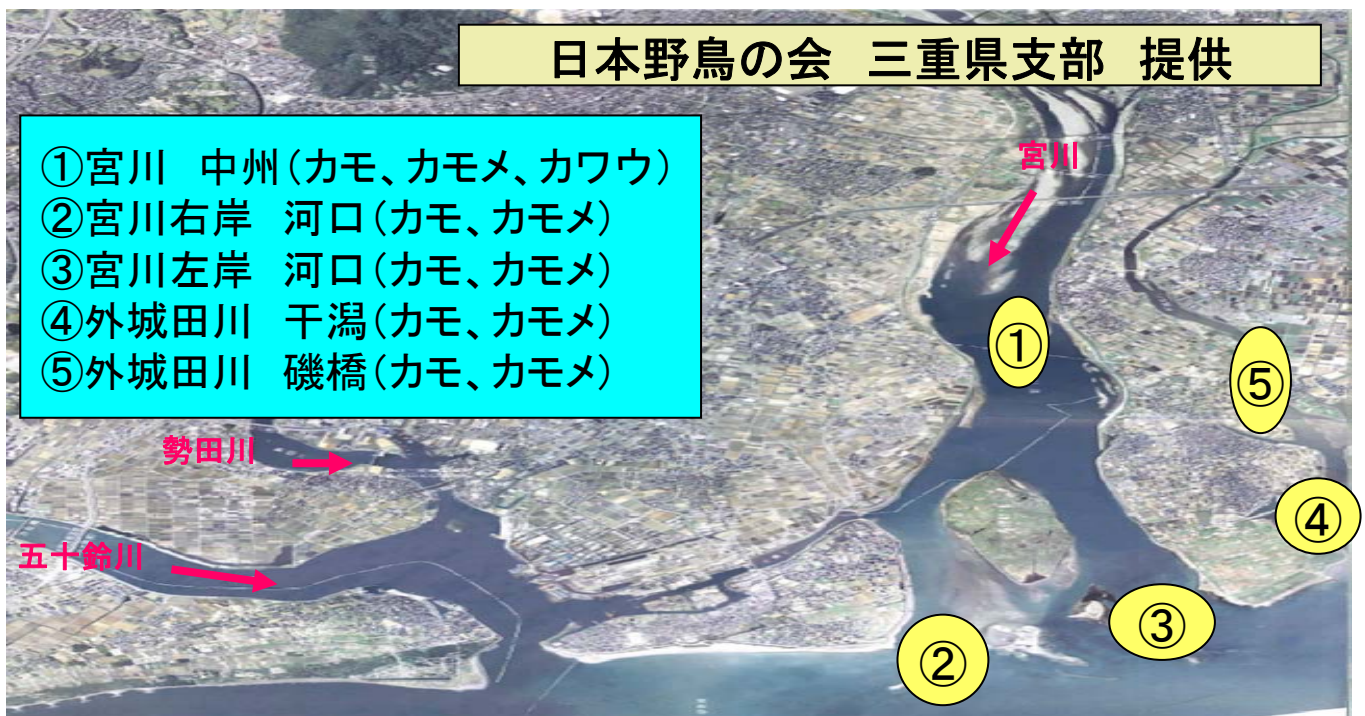 日本野鳥の会　三重県支部　提供
①宮川　中州(カモ、カモメ、カワウ)
②宮川右岸　河口(カモ、カモメ)
③宮川左岸　河口(カモ、カモメ)
④外城田川　干潟(カモ、カモメ)
⑤外城田川　磯橋(カモ、カモメ)
宮川
①
⑤
勢田川
④
五十鈴川
③
②